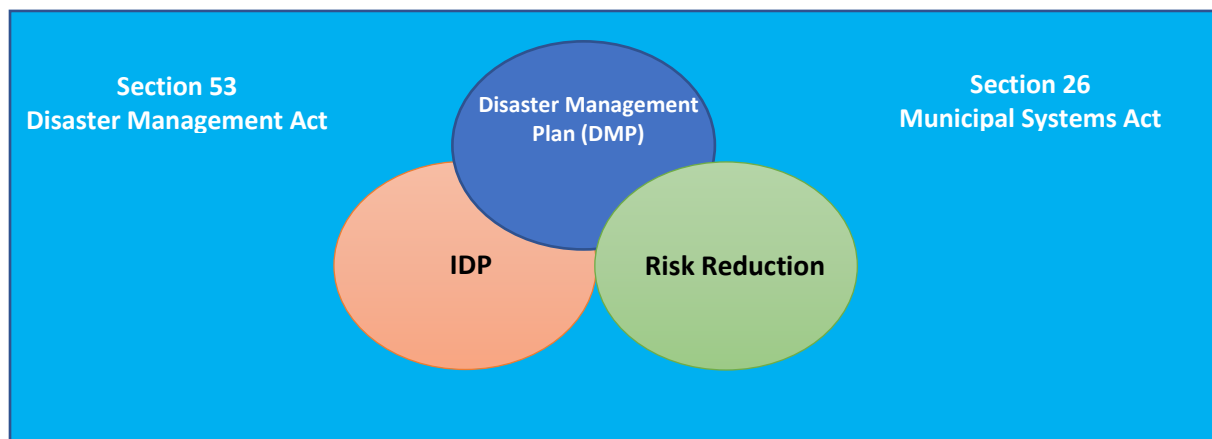 Section 53
Disaster Management Act
Disaster Management
Plan (DMP)
Section 26
Municipal Systems Act
IDP
Risk Reduction